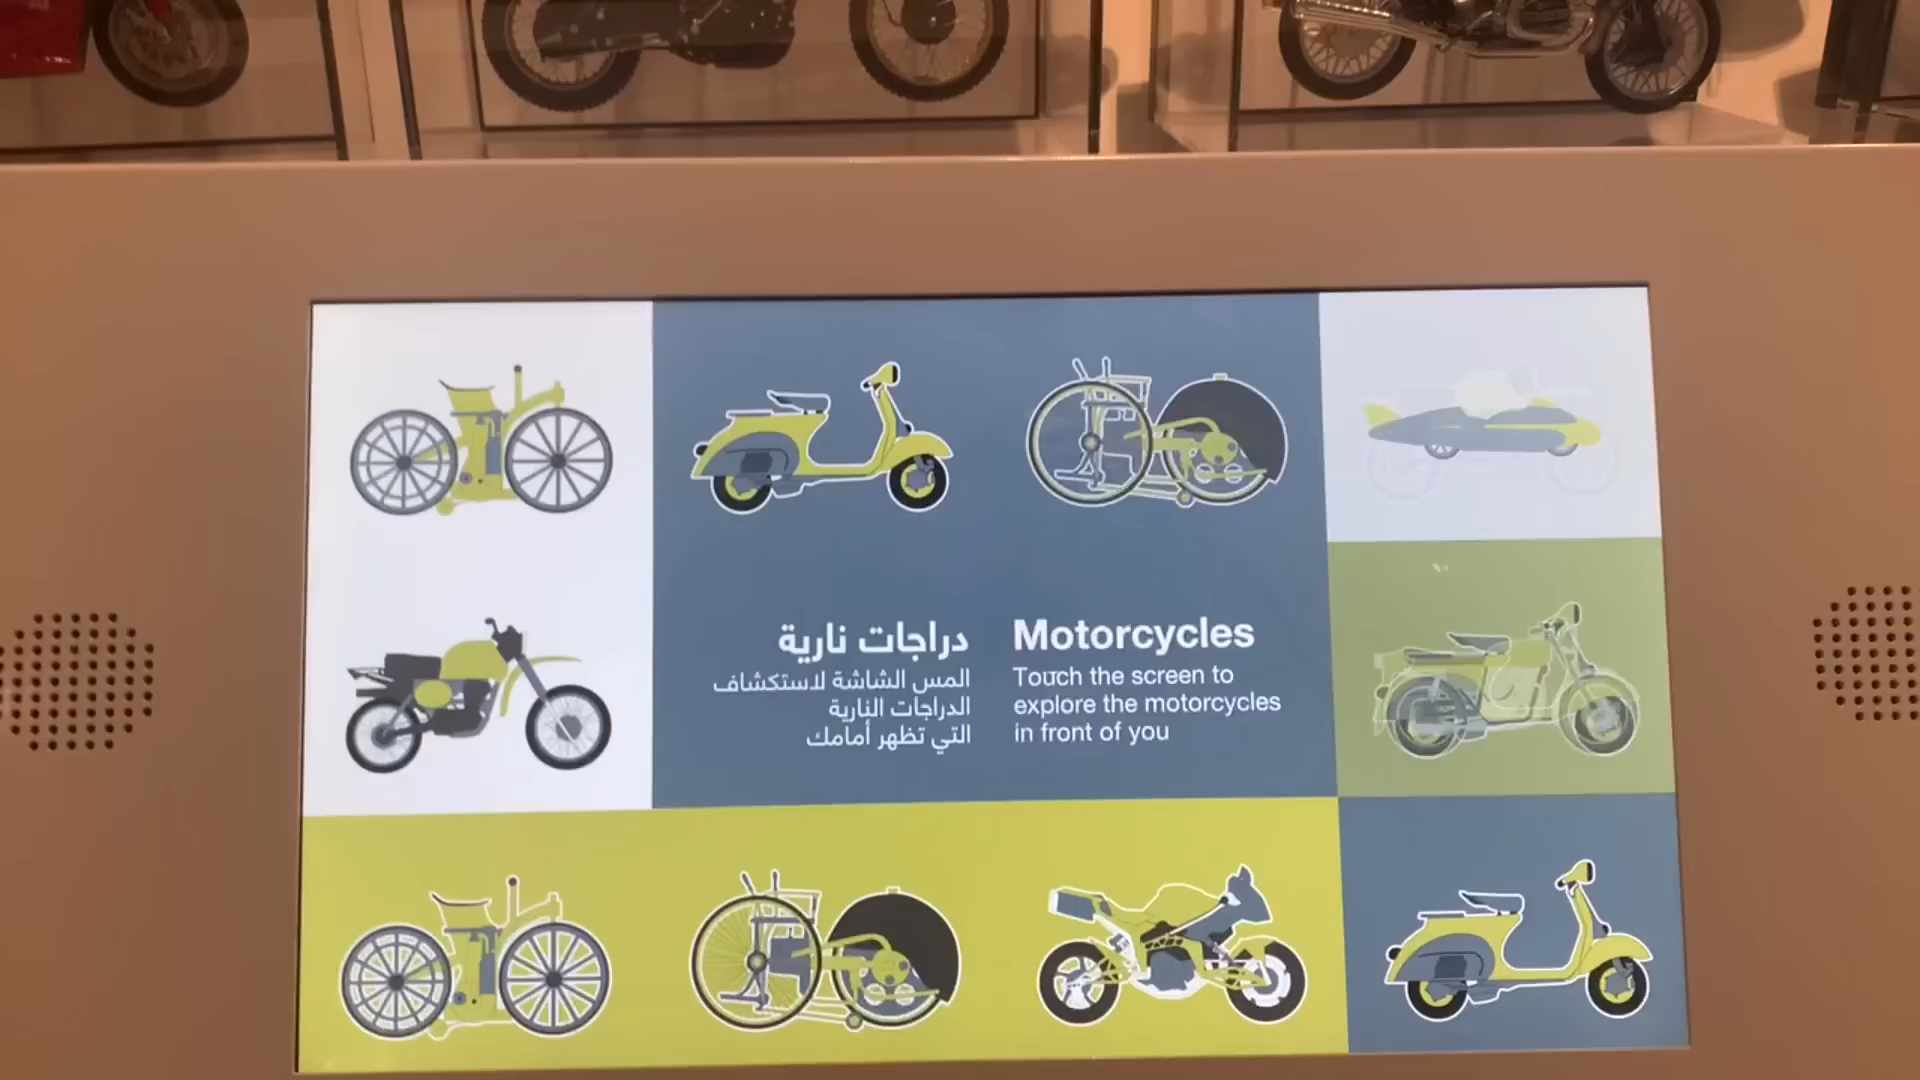 دراجات نارية
المس الشاشة لاستكشاف
الدراجات النارية
التي تظهر أمامك
Motorcycles
Touch the screen to
explore the motorcycles
in front of you